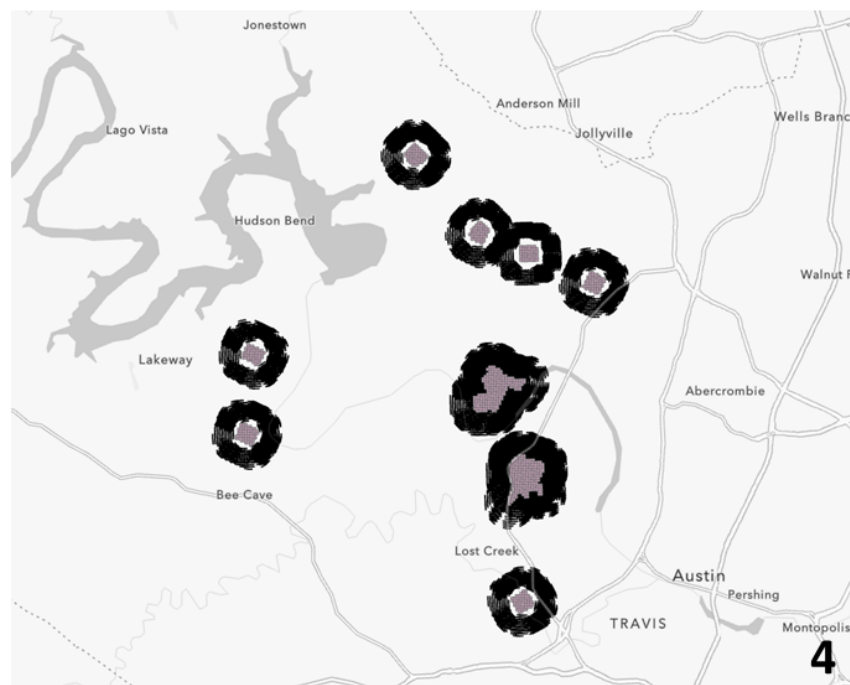 Jonestown
Anderson Mill
Wells Branc
Lago Vista
Jollyville
Hudson Bend
Walnut
Lakeway
Abercrombie
Bee Cave
Lost Creek
Austin
Pershing
TRAVIS
Montopolis
4